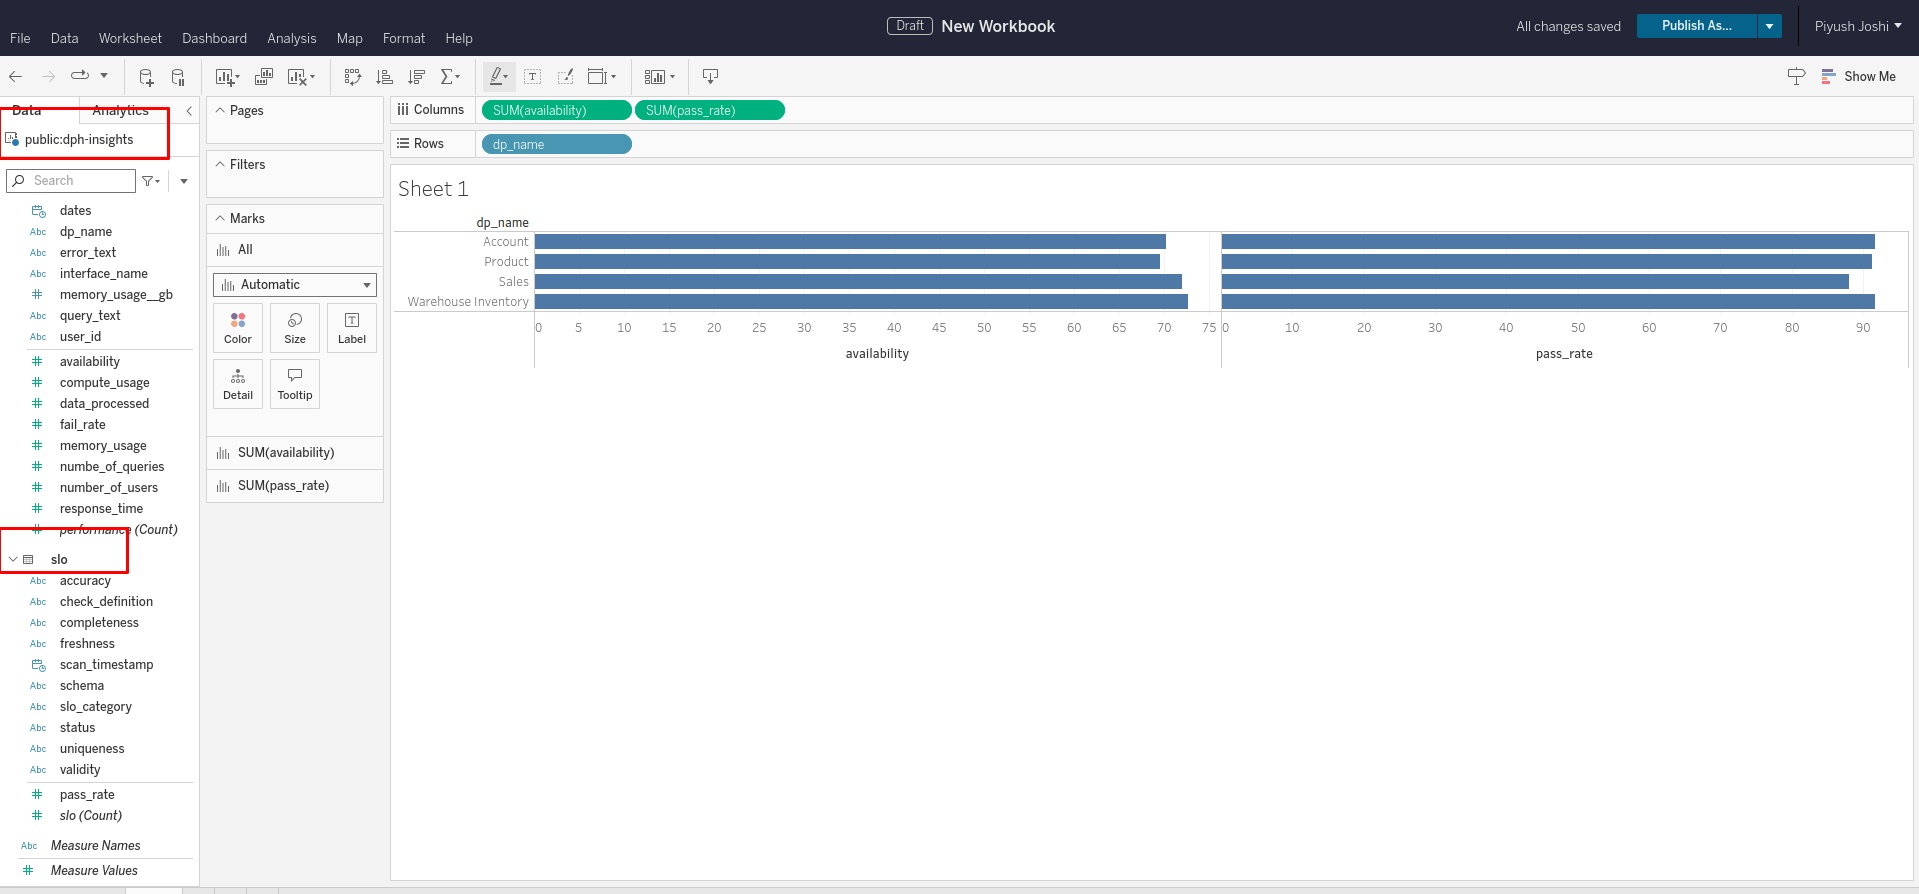 Draft New Workbook
File Data Worksheet Dashboard Analysis Map Format Help
All changes saved Publish As... Piyush Joshi
Show Me
Data Analytics
public:dph-insights
Search
dates
Abc dp_name
Abc error_text
Abc interface_name
memory_usage__gb
Abc query_text
Abc user_id
availability
compute_usage
data_processed
fail_rate
memory_usage
numbe_of_queries
number_of_users
response_time
performance (Count)
slo
Abc accuracy
Abc check_definition
Abc completeness
Abc freshness
scan_timestamp
Abc schema
Abc slo_category
Abc status
Abc uniqueness
Abc validity
pass_rate
slo (Count)
Abc Measure Names
Measure Values
Pages
Filters
Marks
All
Automatic
Color Size Label
Detail Tooltip
SUM(availability)
SUM(pass_rate)
Columns SUM(availability) SUM(pass_rate)
Rows dp_name
Sheet 1
dp_name
Account
Product
Sales
Warehouse Inventory
0 5 10 15 20 25 30 35 40 45 50 55 60 65 70 75 0 10 20 30 40 50 60 70 80 90
availability pass_rate